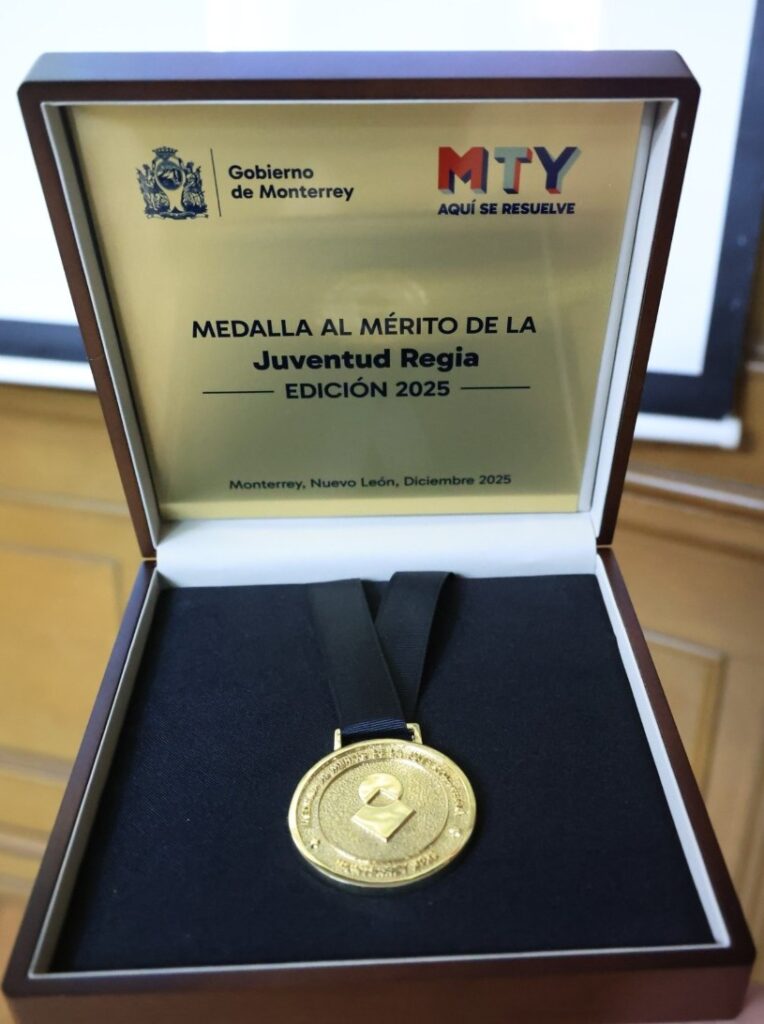 Gobierno
de Monterrey
MTY
AQUÍ SE RESUELVE
MEDALLA AL MÉRITO DE LA
Juventud Regia
EDICIÓN 2025
Monterrey, Nuevo León, Diciembre 2025